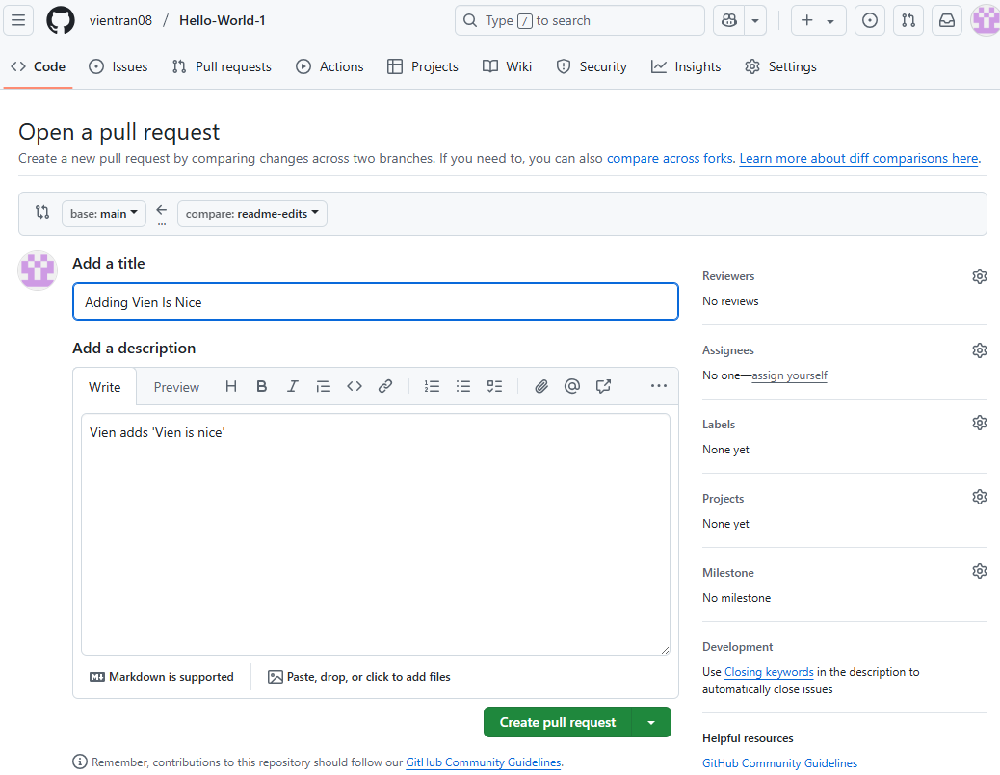 vientran08 / Hello-World-1
Type / to search
Code Issues Pull requests Actions Projects Wiki Security Insights Settings
Open a pull request
Create a new pull request by comparing changes across two branches. If you need to, you can also compare across forks. Learn more about diff comparisons here.
base: main
...
compare: readme-edits
Add a title
Adding Vien Is Nice
Add a description
Write Preview H B I
Vien adds 'Vien is nice'
Markdown is supported
Paste, drop, or click to add files
Create pull request
Remember, contributions to this repository should follow our GitHub Community Guidelines.
Reviewers
No reviews
Assignees
No one—assign yourself
Labels
None yet
Projects
None yet
Milestone
No milestone
Development
Use Closing keywords in the description to
automatically close issues
Helpful resources
GitHub Community Guidelines